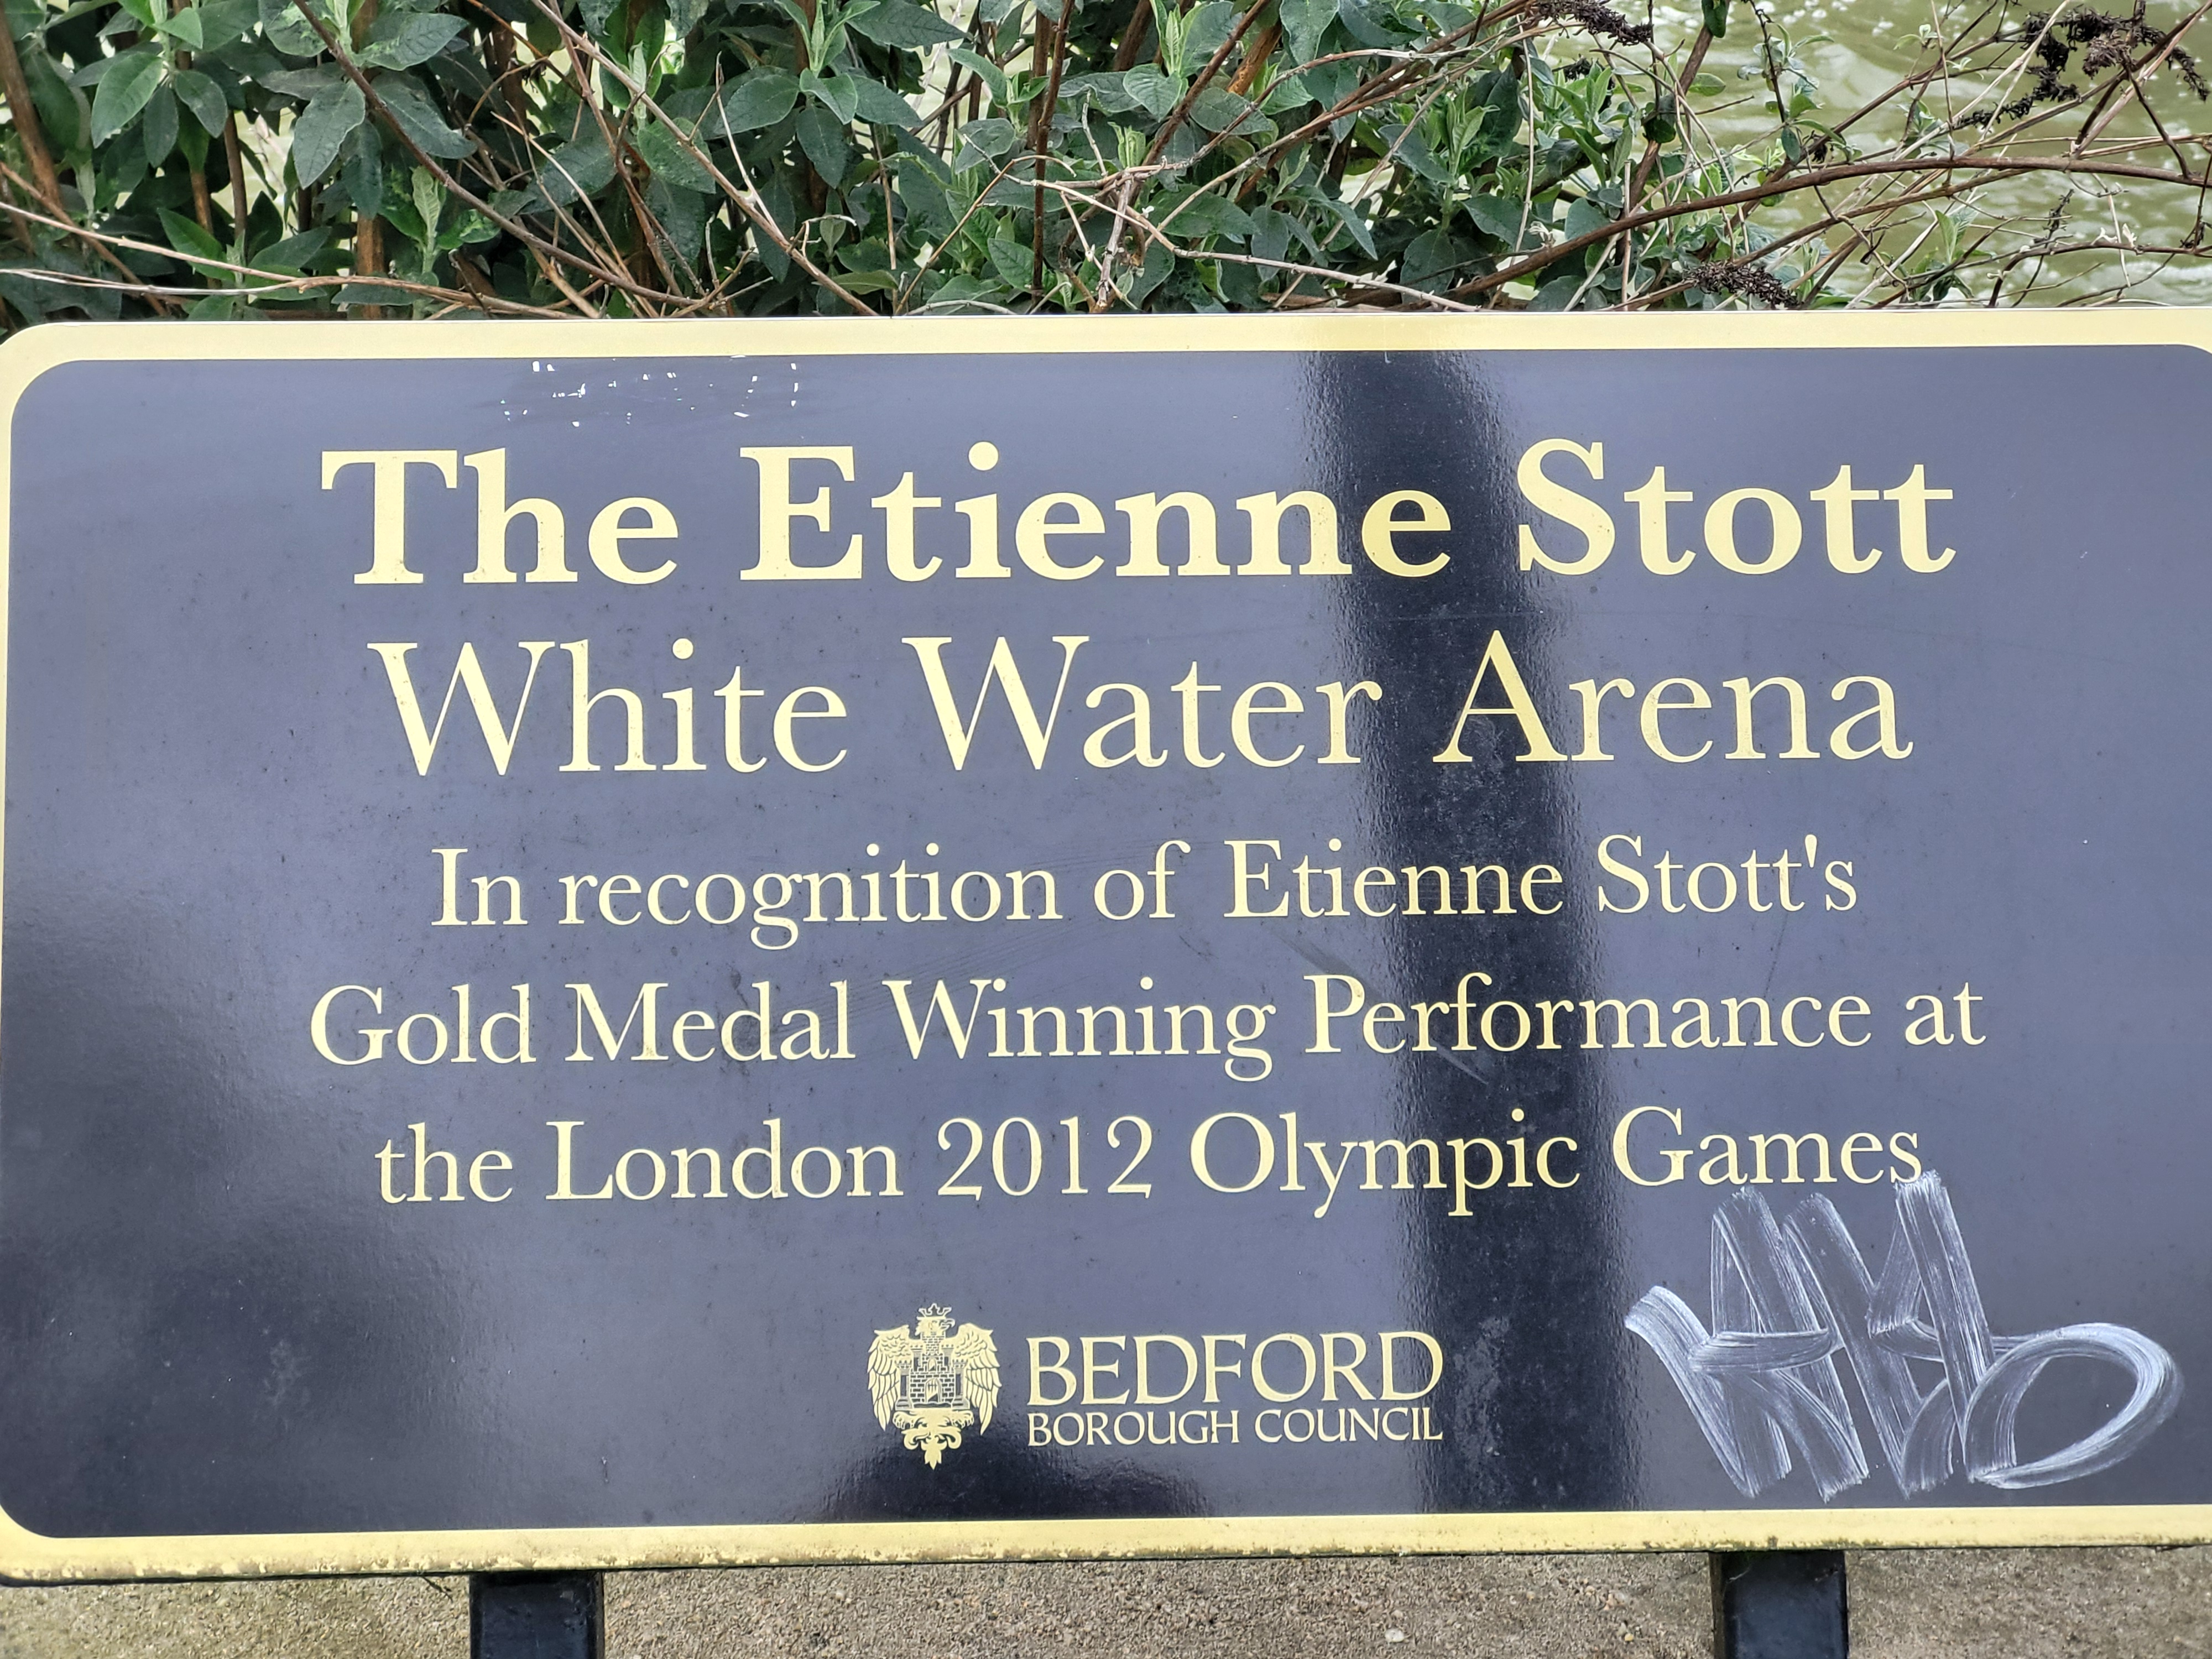 The Etienne Stott
White Water Arena
In recognition of Etienne Stott's
Gold Medal Winning Performance at
the London 2012 Olympic Games
BEDFORD
BOROUGH COUNCIL